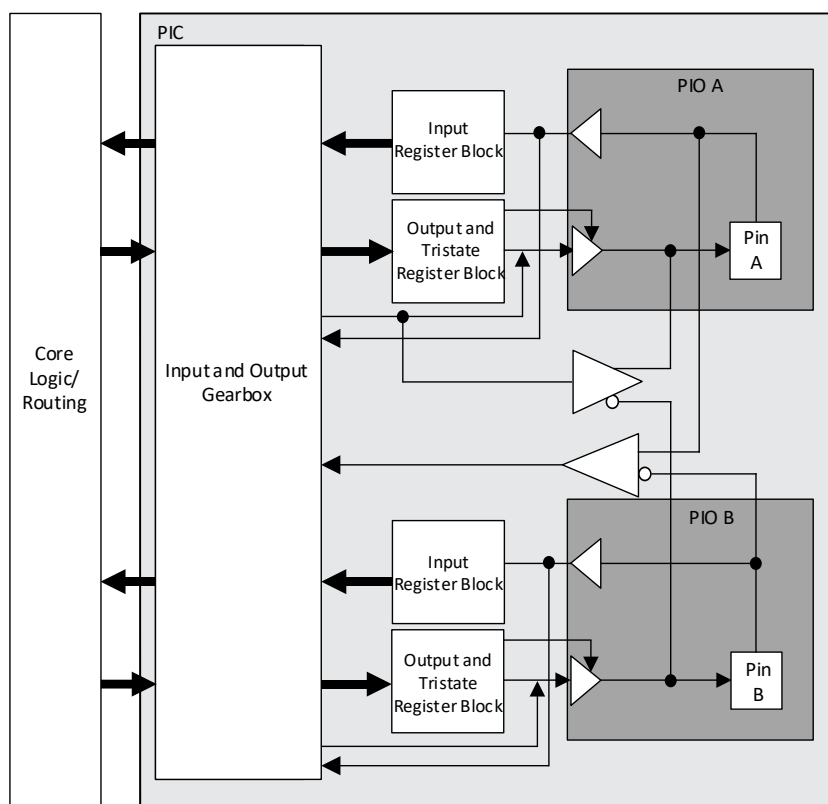 PIC
PIO A
Input
Register Block
Output and
Tristate
Register Block
Pin
A
Core
Logic/
Routing
Input and Output
Gearbox
PIO B
Input
Register Block
Output and
Tristate
Register Block
Pin
B